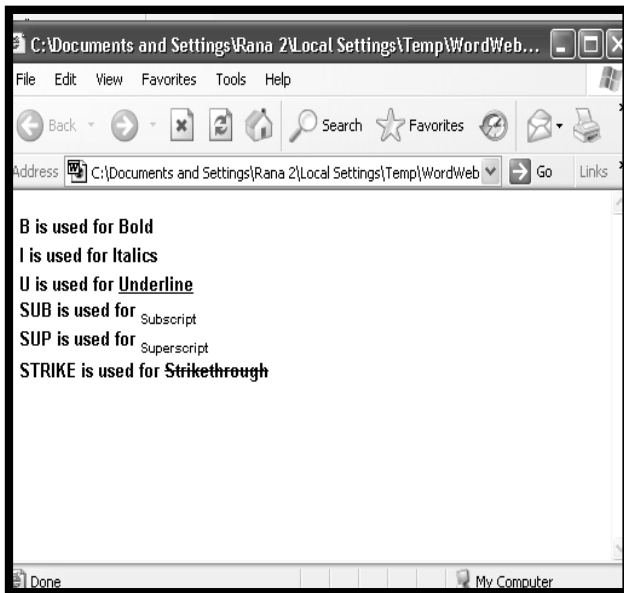 C:\Documents and Settings\Rana 2\Local Settings\Temp\WordWeb...
File Edit View Favorites Tools Help
Back Search Favorites
Address C:\Documents and Settings\Rana 2\Local Settings\Temp\WordWeb Go Links
B is used for Bold
I is used for Italics
U is used for Underline
SUB is used for Subscript
SUP is used for Superscript
STRIKE is used for Strikethrough
Done My Computer